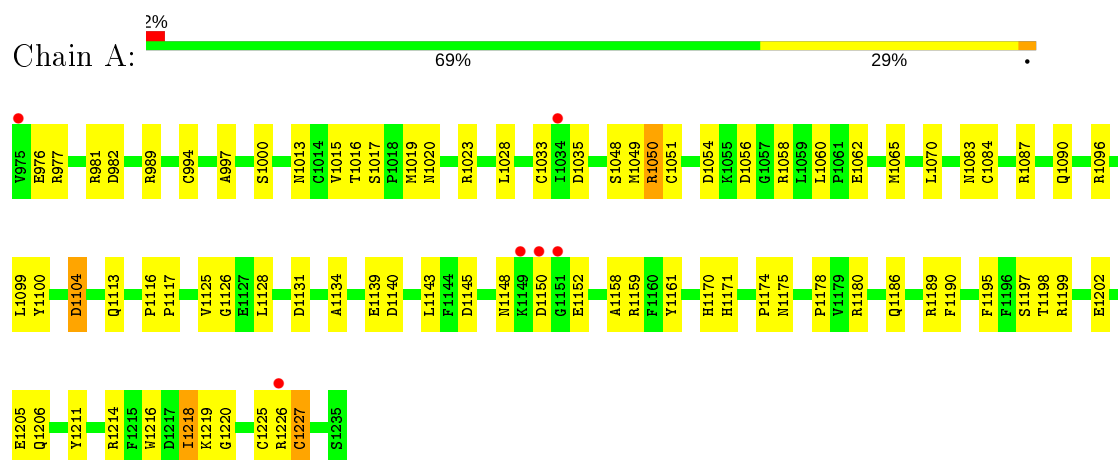 2%
Chain A:
69% 29% •
V975 E976 R977 R981 D982 R989 C994 A997 S1000 N1013 C1014 V1015 T1016 S1017 P1018 M1019 N1020 R1023 L1028 C1033 I1034 D1035 S1048 M1049 R1050 C1051 D1054 K1055 D1056 G1057 R1058 L1059 L1060 P1061 E1062 M1065 L1070 N1083 C1084 R1087 Q1090 R1096
L1099 Y1100 D1104 Q1113 P1116 P1117 V1125 G1126 E1127 L1128 D1131 A1134 E1139 D1140 L1143 F1144 D1145 N1148 K1149 D1150 G1151 E1152 A1158 R1159 F1160 Y1161 H1170 H1171 P1174 N1175 P1178 V1179 R1180 Q1186 R1189 F1190 F1195 F1196 S1197 T1198 R1199 E1202
E1205 Q1206 Y1211 R1214 F1215 W1216 D1217 I1218 K1219 G1220 C1225 R1226 C1227 S1235